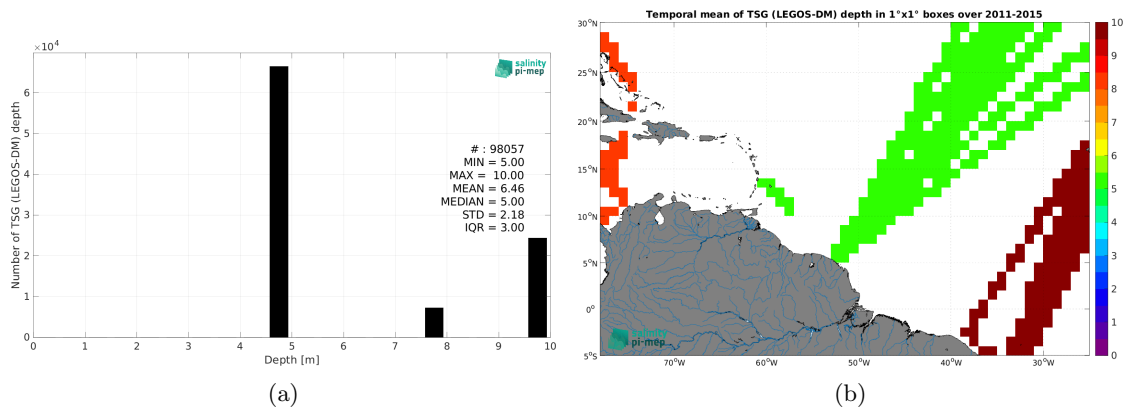 ×10⁴
6
5
4
3
2
1
0
Number of TSG (LEGOS-DM) depth
salinity
pi-mep
# : 98057
MIN = 5.00
MAX = 10.00
MEAN = 6.46
MEDIAN = 5.00
STD = 2.18
IQR = 3.00
0 1 2 3 4 5 6 7 8 9 10
Depth [m]
(a)
Temporal mean of TSG (LEGOS-DM) depth in 1°x1° boxes over 2011-2015
30°N
25°N
20°N
15°N
10°N
5°N
0°
5°S
70°W 60°W 50°W 40°W 30°W
salinity
pi-mep
10
9
8
7
6
5
4
3
2
1
0
(b)